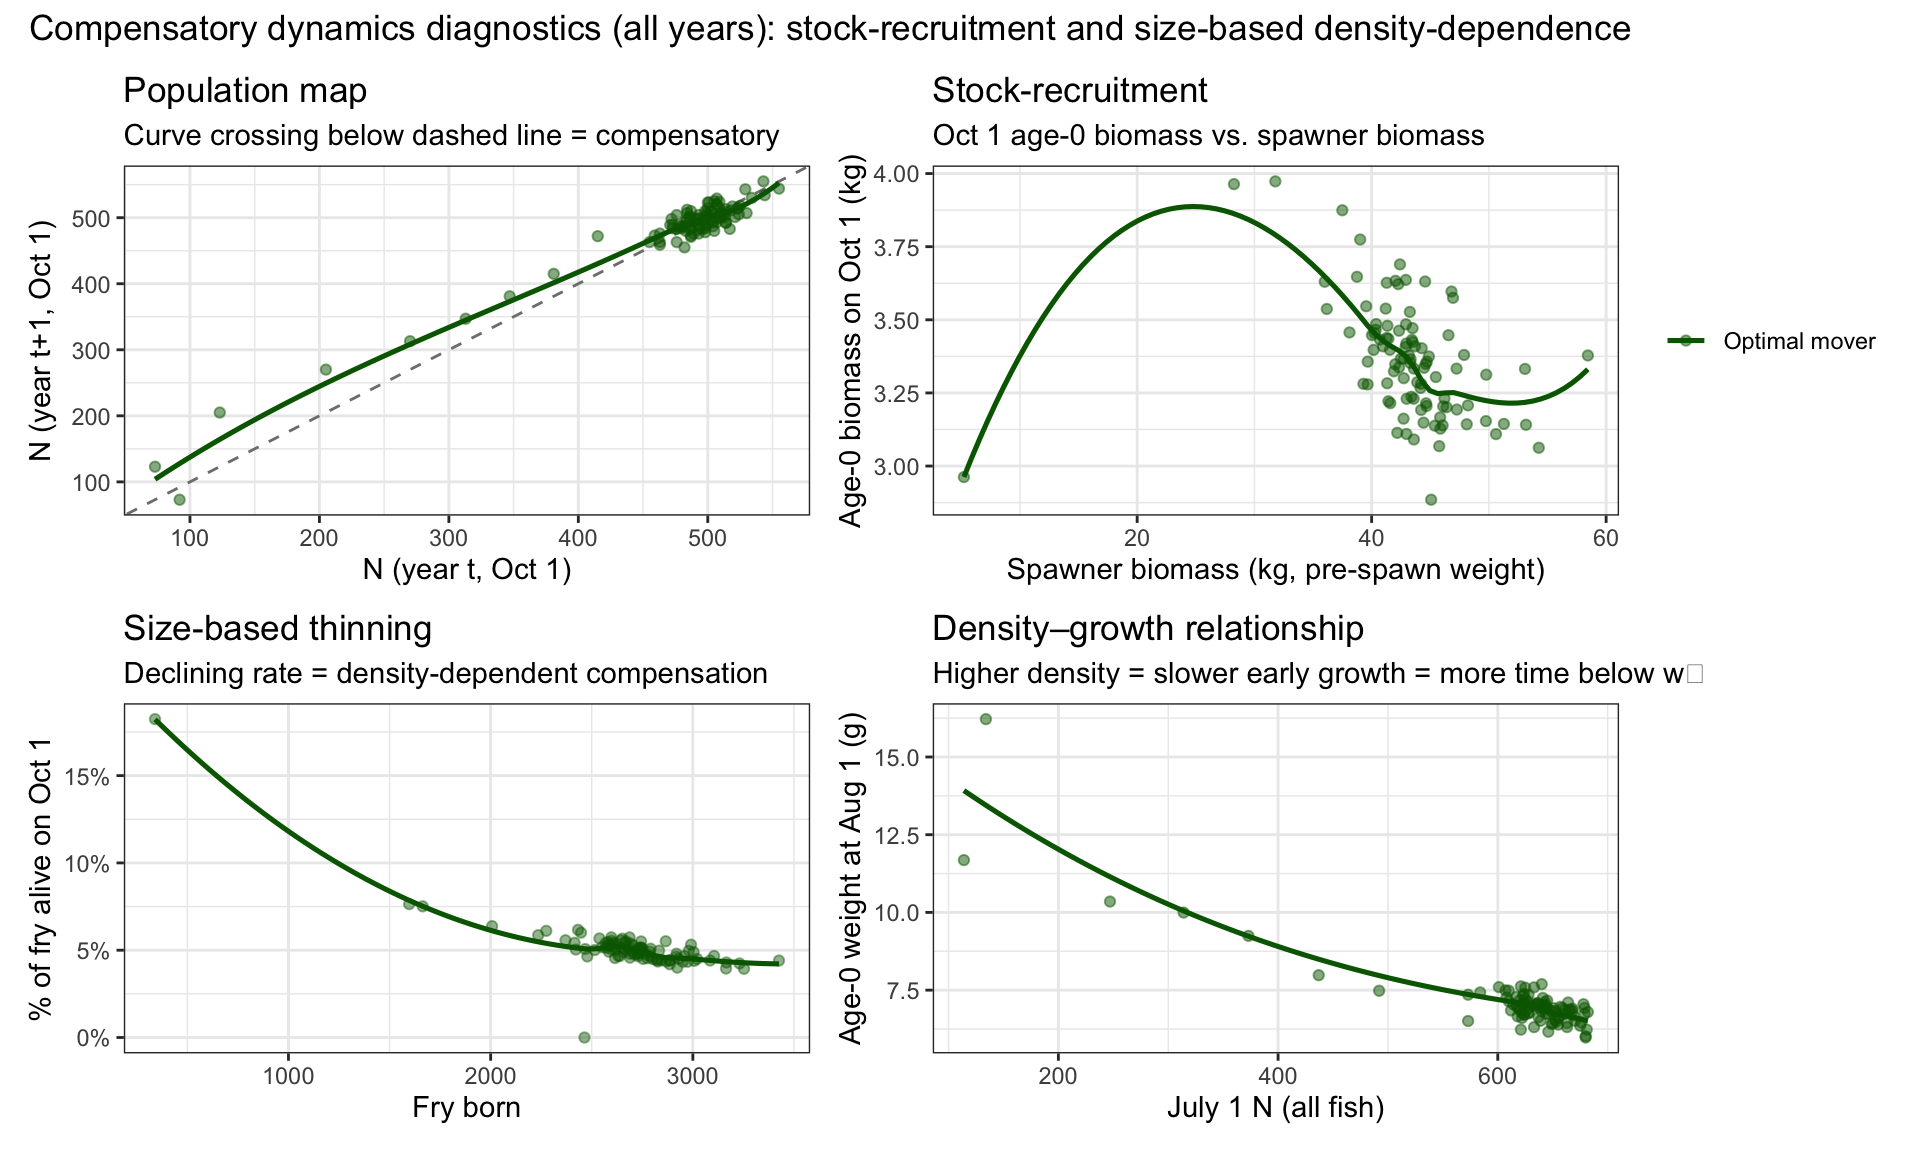 Compensatory dynamics diagnostics (all years): stock-recruitment and size-based density-dependence
Population map
Curve crossing below dashed line = compensatory
N (year t+1, Oct 1)
500
400
300
200
100
100 200 300 400 500
N (year t, Oct 1)
Stock-recruitment
Oct 1 age-0 biomass vs. spawner biomass
Age-0 biomass on Oct 1 (kg)
4.00
3.75
3.50
3.25
3.00
20 40 60
Spawner biomass (kg, pre-spawn weight)
Optimal mover
Size-based thinning
Declining rate = density-dependent compensation
% of fry alive on Oct 1
15%
10%
5%
0%
1000 2000 3000
Fry born
Density–growth relationship
Higher density = slower early growth = more time below w□
Age-0 weight at Aug 1 (g)
15.0
12.5
10.0
7.5
200 400 600
July 1 N (all fish)